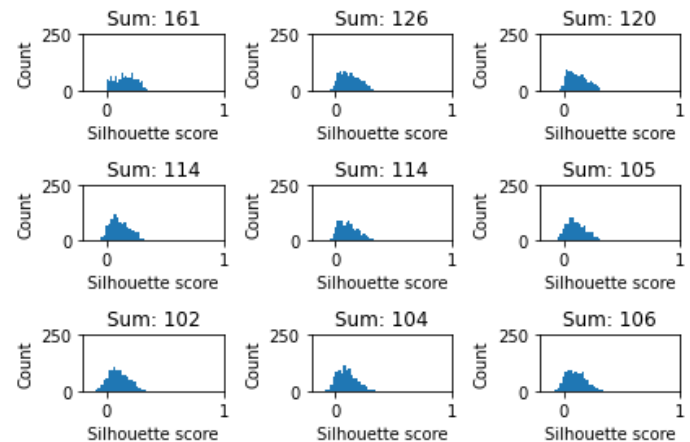 Sum: 161 Sum: 126 Sum: 120
250 250 250
Count Count Count
0 0 0
0 1 0 1 0 1
Silhouette score Silhouette score Silhouette score
Sum: 114 Sum: 114 Sum: 105
250 250 250
Count Count Count
0 0 0
0 1 0 1 0 1
Silhouette score Silhouette score Silhouette score
Sum: 102 Sum: 104 Sum: 106
250 250 250
Count Count Count
0 0 0
0 1 0 1 0 1
Silhouette score Silhouette score Silhouette score